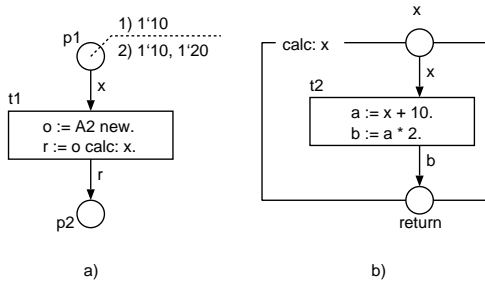 p1
1) 1‘10
2) 1‘10, 1‘20
x
t1
o := A2 new.
r := o calc: x.
r
p2
a)
x
calc: x
x
t2
a := x + 10.
b := a * 2.
b
return
b)